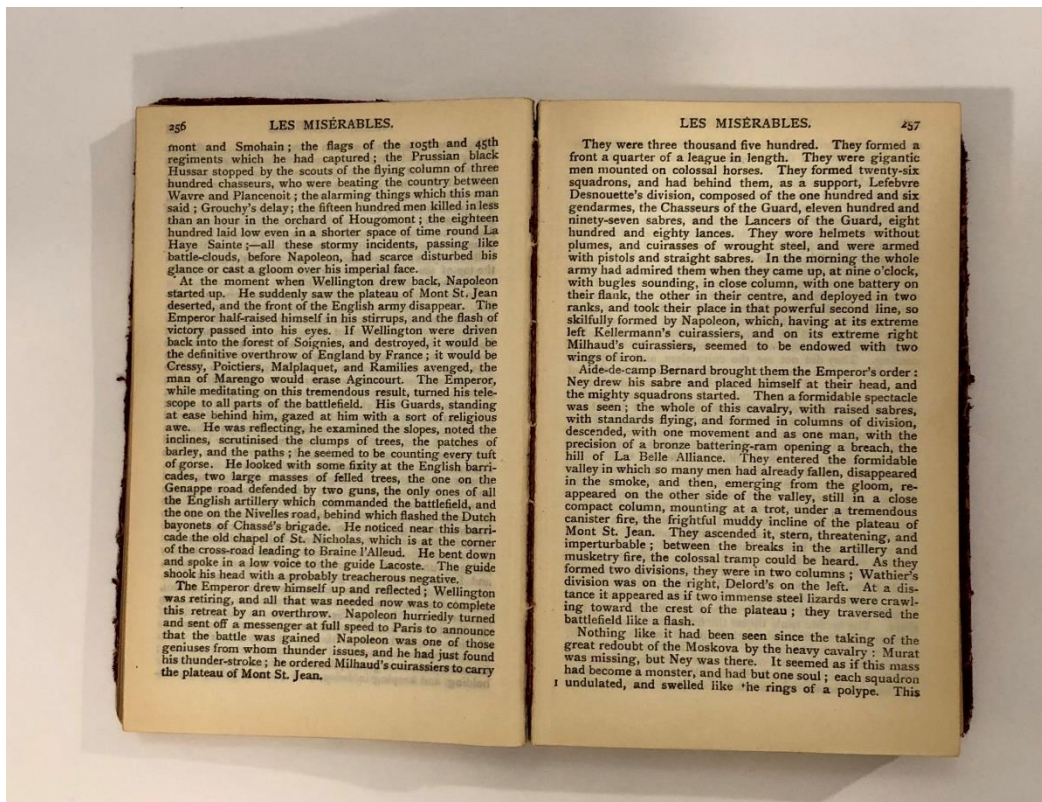 256
LES MISÉRABLES.
mont and Smohain; the flags of the 105th and 45th
regiments which he had captured; the Prussian black
Hussar stopped by the scouts of the flying column of three
hundred chasseurs, who were beating the country between
Wavre and Plancenoit; the alarming things which this man
said; Grouchy's delay; the fifteen hundred men killed in less
than an hour in the orchard of Hougomont; the eighteen
hundred laid low even in a shorter space of time round La
Haye Sainte;—all these stormy incidents, passing like
battle-clouds, before Napoleon, had scarce disturbed his
glance or cast a gloom over his imperial face.
At the moment when Wellington drew back, Napoleon
started up. He suddenly saw the plateau of Mont St. Jean
deserted, and the front of the English army disappear. The
Emperor half-raised himself in his stirrups, and the flash of
victory passed into his eyes. If Wellington were driven
back into the forest of Soignies, and destroyed, it would be
the definitive overthrow of England by France; it would be
Cressy, Poictiers, Malplaquet, and Ramilies avenged, the
man of Marengo would erase Agincourt. The Emperor,
while meditating on this tremendous result, turned his tele-
scope to all parts of the battlefield. His Guards, standing
at ease behind him, gazed at him with a sort of religious
awe. He was reflecting, he examined the slopes, noted the
inclines, scrutinised the clumps of trees, the patches of
barley, and the paths; he seemed to be counting every tuft
of gorse. He looked with some fixity at the English barri-
cades, two large masses of felled trees, the one on the
Genappe road defended by two guns, the only ones of all
the English artillery which commanded the battlefield, and
the one on the Nivelles road, behind which flashed the Dutch
bayonets of Chassé's brigade. He noticed near this barri-
cade the old chapel of St. Nicholas, which is at the corner
of the cross-road leading to Braine l'Alleud. He bent down
and spoke in a low voice to the guide Lacoste. The guide
shook his head with a probably treacherous negative.
The Emperor drew himself up and reflected; Wellington
was retiring, and all that was needed now was to complete
this retreat by an overthrow. Napoleon hurriedly turned
and sent off a messenger at full speed to Paris to announce
that the battle was gained Napoleon was one of those
geniuses from whom thunder issues, and he had just found
his thunder-stroke; he ordered Milhaud's cuirassiers to carry
the plateau of Mont St. Jean.
LES MISÉRABLES.
257
They were three thousand five hundred. They formed a
front a quarter of a league in length. They were gigantic
men mounted on colossal horses. They formed twenty-six
squadrons, and had behind them, as a support, Lefebvre
Desnouette's division, composed of the one hundred and six
gendarmes, the Chasseurs of the Guard, eleven hundred and
ninety-seven sabres, and the Lancers of the Guard, eight
hundred and eighty lances. They wore helmets without
plumes, and cuirasses of wrought steel, and were armed
with pistols and straight sabres. In the morning the whole
army had admired them when they came up, at nine o'clock,
with bugles sounding, in close column, with one battery on
their flank, the other in their centre, and deployed in two
ranks, and took their place in that powerful second line, so
skilfully formed by Napoleon, which, having at its extreme
left Kellermann's cuirassiers, and on its extreme right
Milhaud's cuirassiers, seemed to be endowed with two
wings of iron.
Aide-de-camp Bernard brought them the Emperor's order:
Ney drew his sabre and placed himself at their head, and
the mighty squadrons started. Then a formidable spectacle
was seen; the whole of this cavalry, with raised sabres,
with standards flying, and formed in columns of division,
descended, with one movement and as one man, with the
precision of a bronze battering-ram opening a breach, the
hill of La Belle Alliance. They entered the formidable
valley in which so many men had already fallen, disappeared
in the smoke, and then, emerging from the gloom, re-
appeared on the other side of the valley, still in a close
compact column, mounting at a trot, under a tremendous
canister fire, the frightful muddy incline of the plateau of
Mont St. Jean. They ascended it, stern, threatening, and
imperturbable; between the breaks in the artillery and
musketry fire, the colossal tramp could be heard. As they
formed two divisions, they were in two columns; Wathier's
division was on the right, Delord's on the left. At a dis-
tance it appeared as if two immense steel lizards were crawl-
ing toward the crest of the plateau; they traversed the
battlefield like a flash.
Nothing like it had been seen since the taking of the
great redoubt of the Moskova by the heavy cavalry: Murat
was missing, but Ney was there. It seemed as if this mass
had become a monster, and had but one soul; each squadron
I undulated, and swelled like the rings of a polype. This